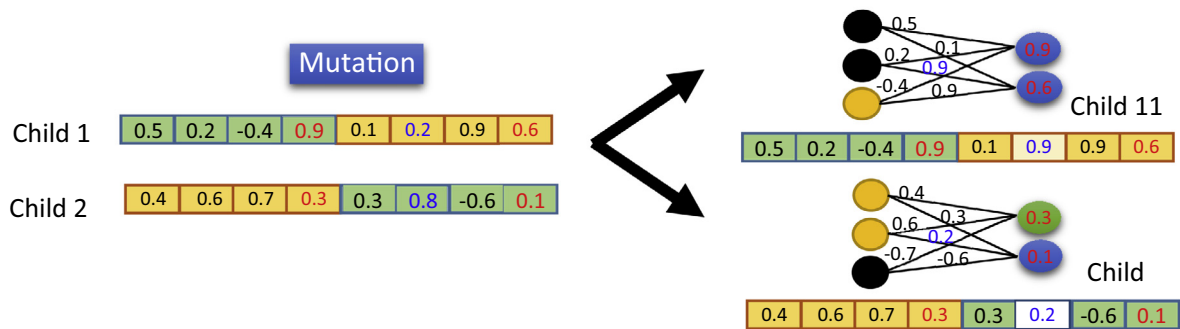 Mutation
Child 1
0.5 0.2 -0.4 0.9 0.1 0.2 0.9 0.6
Child 2
0.4 0.6 0.7 0.3 0.3 0.8 -0.6 0.1
0.5
0.2 0.1
0.9
-0.4 0.9
0.9
0.6
Child 11
0.5 0.2 -0.4 0.9 0.1 0.9 0.9 0.6
0.4
0.6 0.3
0.2
-0.7 -0.6
0.3
0.1
Child
0.4 0.6 0.7 0.3 0.3 0.2 -0.6 0.1